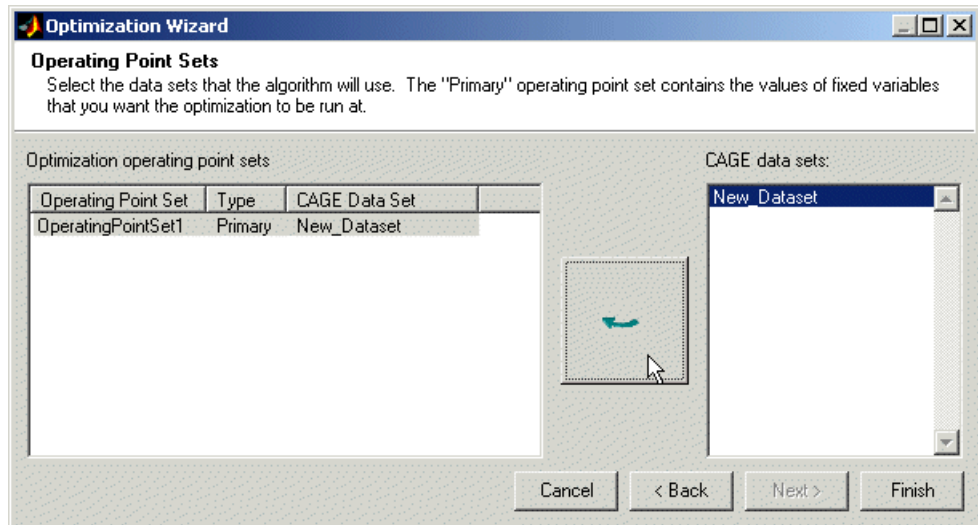 Optimization Wizard
Operating Point Sets
Select the data sets that the algorithm will use. The "Primary" operating point set contains the values of fixed variables
that you want the optimization to be run at.
Optimization operating point sets
CAGE data sets:
Operating Point Set Type CAGE Data Set
OperatingPointSet1 Primary New_Dataset
New_Dataset
Cancel < Back Next > Finish